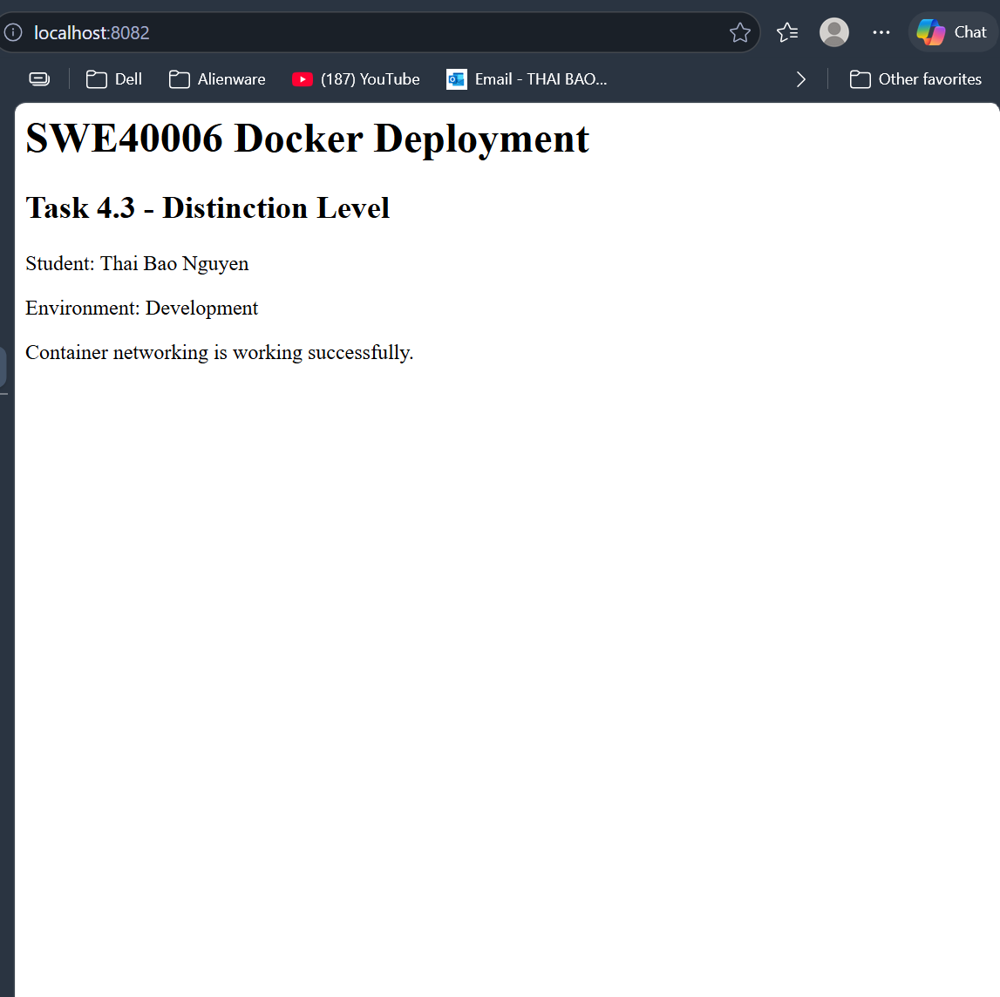 localhost:8082
Chat
Dell
Alienware
(187) YouTube
Email - THAI BAO...
Other favorites
SWE40006 Docker Deployment
Task 4.3 - Distinction Level
Student: Thai Bao Nguyen
Environment: Development
Container networking is working successfully.